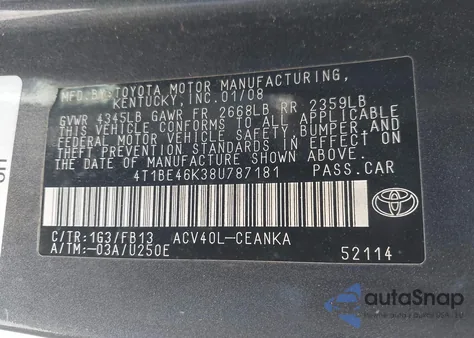 MFD. BY: TOYOTA MOTOR MANUFACTURING,
KENTUCKY, INC. 01/08
GVWR 4345LB GAWR FR 2668LB RR 2359LB
THIS VEHICLE CONFORMS TO ALL APPLICABLE
FEDERAL MOTOR VEHICLE SAFETY, BUMPER, AND
THEFT PREVENTION STANDARDS IN EFFECT ON
THE DATE OF MANUFACTURE SHOWN ABOVE.
4T1BE46K38U787181 PASS.CAR
C/TR:1G3/FB13 ACV40L-CEANKA
A/TM:-03A/U250E
52114
TOYOTA
autoSnap